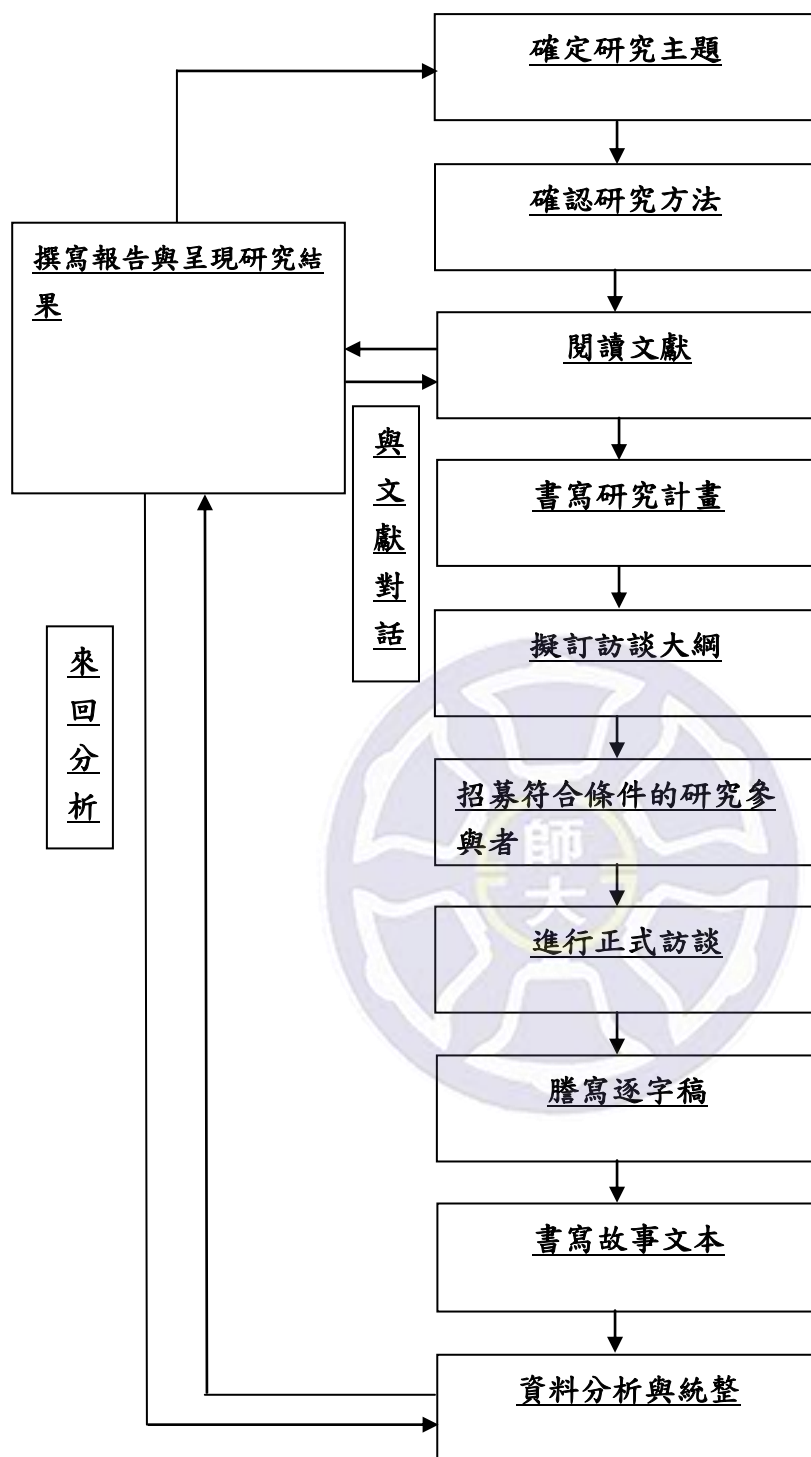 確定研究主題
確認研究方法
撰寫報告與呈現研究結
果
閱讀文獻
與文獻對話
書寫研究計畫
擬訂訪談大綱
來回分析
招募符合條件的研究參
與者
師大
進行正式訪談
謄寫逐字稿
書寫故事文本
資料分析與統整